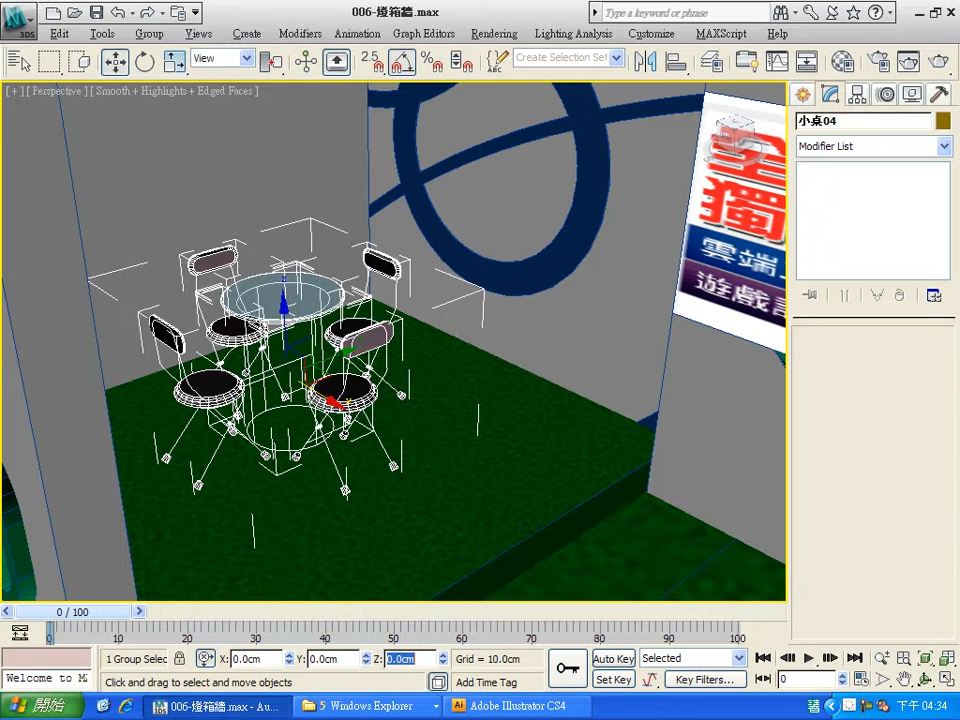 3DS
006-燈箱牆.max
Type a keyword or phrase
Edit Tools Group Views Create Modifiers Animation Graph Editors Rendering Lighting Analysis Customize MAXScript Help
View
2.5
%
ABC
Create Selection Set
[ + ] [ Perspective ] [ Smooth + Highlights + Edged Faces ]
小桌04
Modifier List
獨
雲端
遊戲
0 / 100
0 10 20 30 40 50 60 70 80 90 100
1 Group Selec X: 0.0cm Y: 0.0cm Z: 0.0cm Grid = 10.0cm
Auto Key Selected
Welcome to M
Click and drag to select and move objects
Add Time Tag
Set Key Key Filters... 0
開始
006-燈箱牆.max - Au...
5 Windows Explorer
Adobe Illustrator CS4
下午 04:34